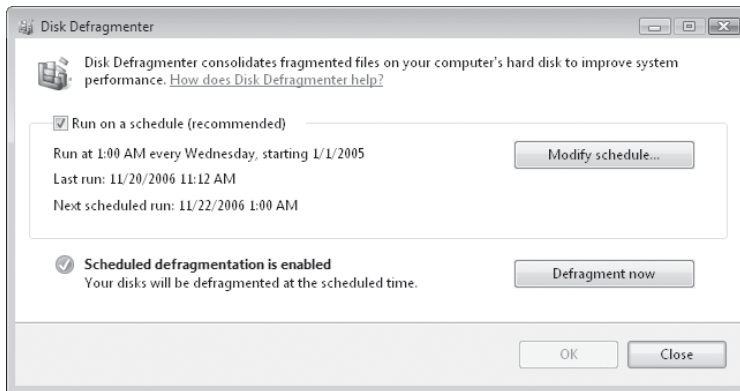 Disk Defragmenter
Disk Defragmenter consolidates fragmented files on your computer's hard disk to improve system
performance. How does Disk Defragmenter help?
Run on a schedule (recommended)
Run at 1:00 AM every Wednesday, starting 1/1/2005
Modify schedule...
Last run: 11/20/2006 11:12 AM
Next scheduled run: 11/22/2006 1:00 AM
Scheduled defragmentation is enabled
Your disks will be defragmented at the scheduled time.
Defragment now
OK
Close